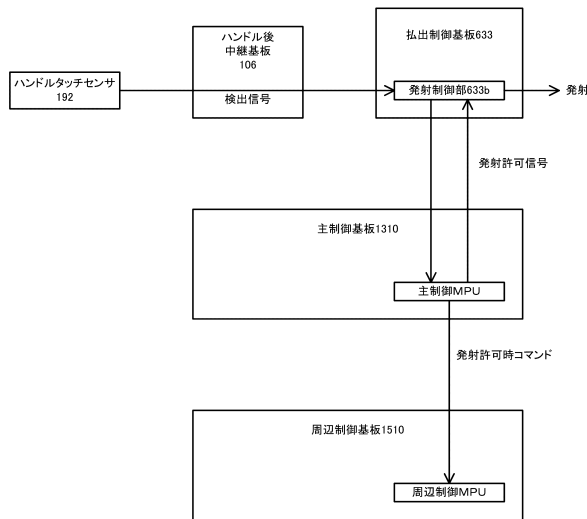 ハンドル後
中継基板
106
払出制御基板633
ハンドルタッチセンサ
192
検出信号
発射制御部633b
発射
発射許可信号
主制御基板1310
主制御MPU
発射許可時コマンド
周辺制御基板1510
周辺制御MPU